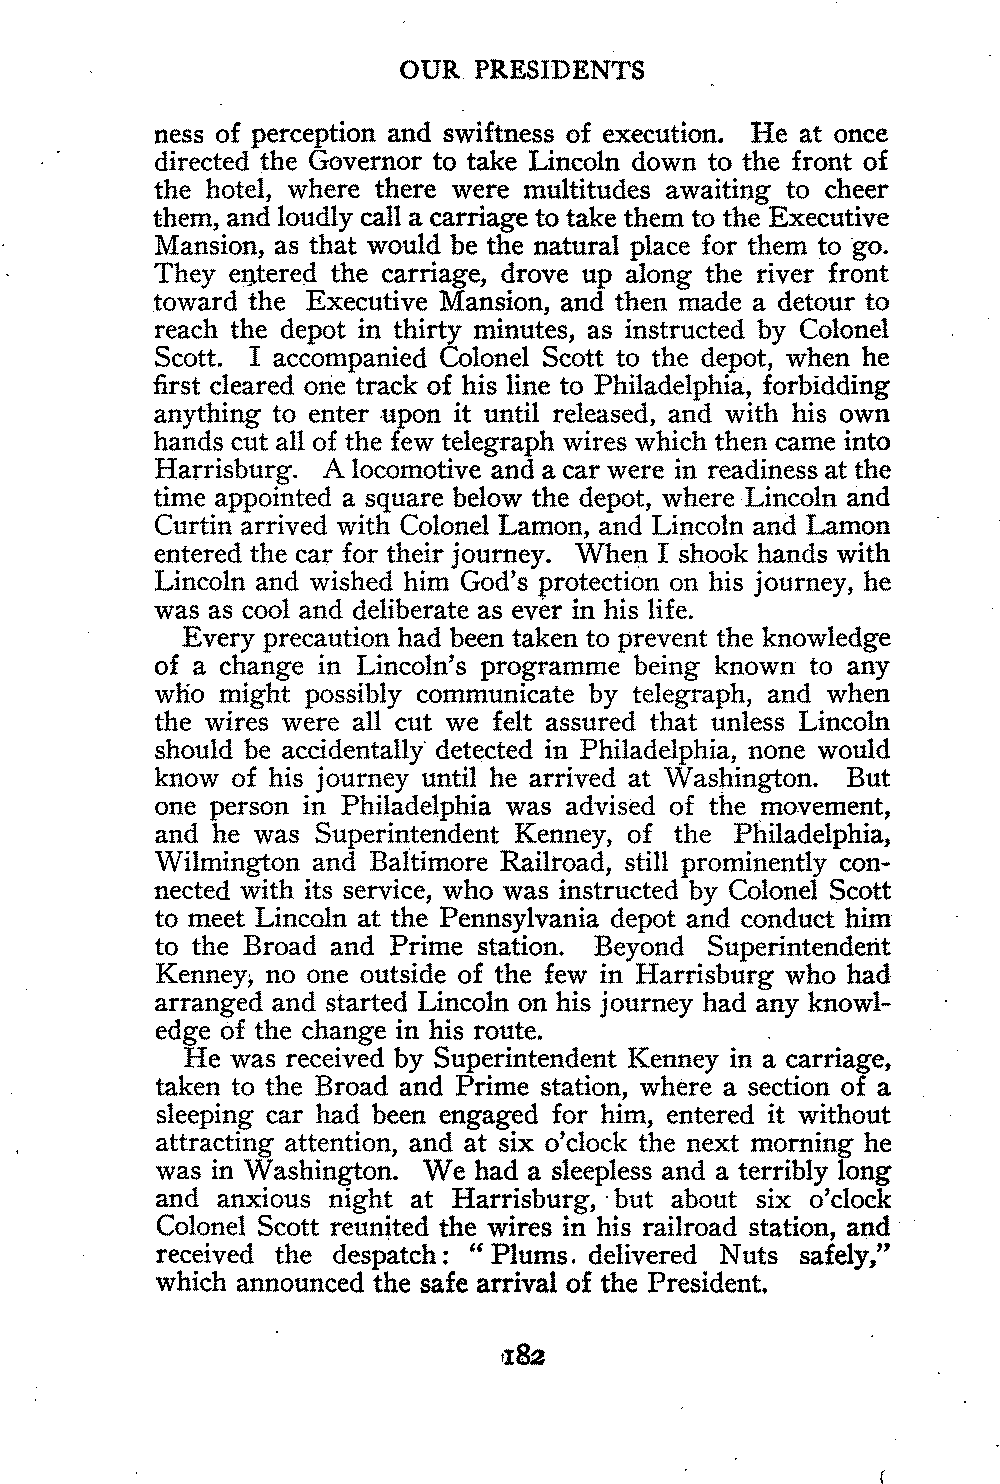 OUR PRESIDENTS
ness of perception and swiftness of execution. He at once
directed the Governor to take Lincoln down to the front of
the hotel, where there were multitudes awaiting to cheer
them, and loudly call a carriage to take them to the Executive
Mansion, as that would be the natural place for them to go.
They entered the carriage, drove up along the river front
toward the Executive Mansion, and then made a detour to
reach the depot in thirty minutes, as instructed by Colonel
Scott. I accompanied Colonel Scott to the depot, when he
first cleared one track of his line to Philadelphia, forbidding
anything to enter upon it until released, and with his own
hands cut all of the few telegraph wires which then came into
Harrisburg. A locomotive and a car were in readiness at the
time appointed a square below the depot, where Lincoln and
Curtin arrived with Colonel Lamon, and Lincoln and Lamon
entered the car for their journey. When I shook hands with
Lincoln and wished him God's protection on his journey, he
was as cool and deliberate as ever in his life.
Every precaution had been taken to prevent the knowledge
of a change in Lincoln's programme being known to any
who might possibly communicate by telegraph, and when
the wires were all cut we felt assured that unless Lincoln
should be accidentally detected in Philadelphia, none would
know of his journey until he arrived at Washington. But
one person in Philadelphia was advised of the movement,
and he was Superintendent Kenney, of the Philadelphia,
Wilmington and Baltimore Railroad, still prominently con-
nected with its service, who was instructed by Colonel Scott
to meet Lincoln at the Pennsylvania depot and conduct him
to the Broad and Prime station. Beyond Superintendent
Kenney, no one outside of the few in Harrisburg who had
arranged and started Lincoln on his journey had any knowl-
edge of the change in his route.
He was received by Superintendent Kenney in a carriage,
taken to the Broad and Prime station, where a section of a
sleeping car had been engaged for him, entered it without
attracting attention, and at six o'clock the next morning he
was in Washington. We had a sleepless and a terribly long
and anxious night at Harrisburg, but about six o'clock
Colonel Scott reunited the wires in his railroad station, and
received the despatch: "Plums. delivered Nuts safely,"
which announced the safe arrival of the President.
182